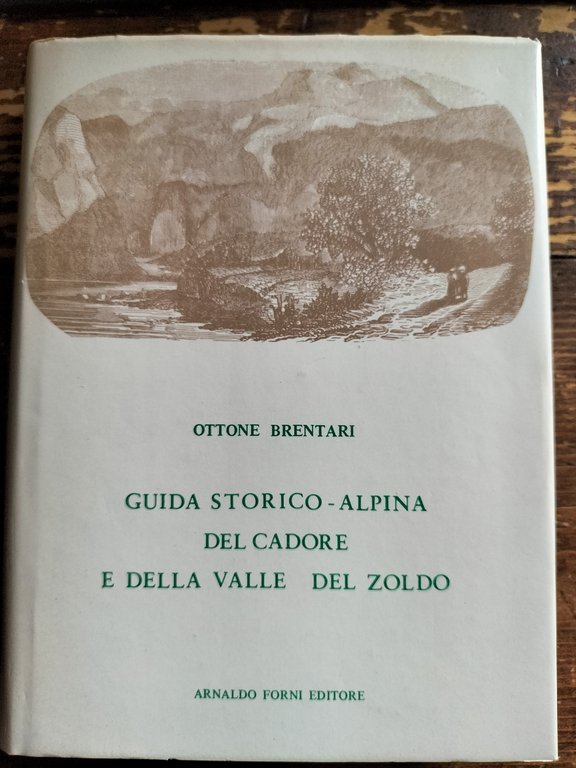 OTTONE BRENTARI
GUIDA STORICO-ALPINA
DEL CADORE
E DELLA VALLE DEL ZOLDO
ARNALDO FORNI EDITORE